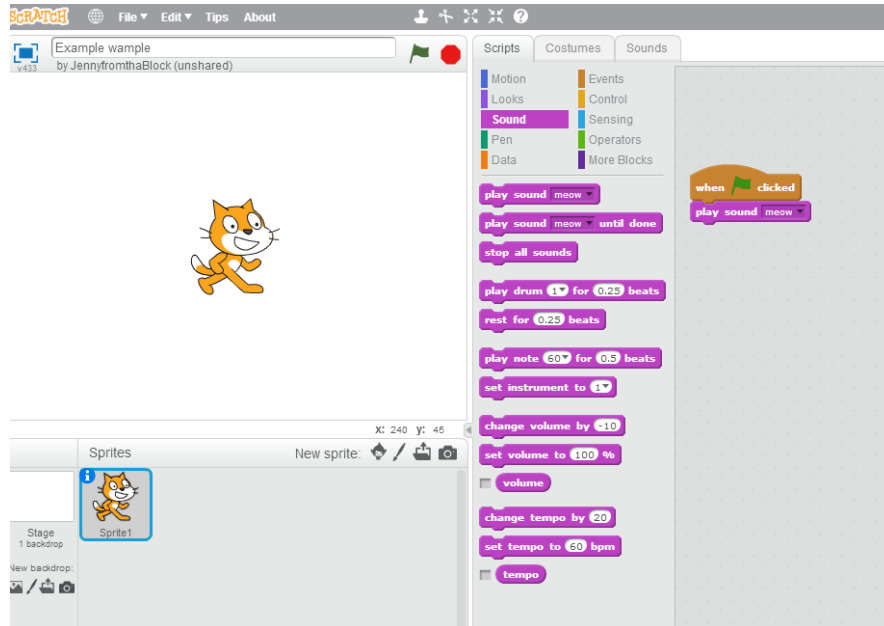 SCRATCH File Edit Tips About
Example wample
by JennyfromthaBlock (unshared)
v433
Scripts Costumes Sounds
Motion Events
Looks Control
Sound Sensing
Pen Operators
Data More Blocks
play sound meow
play sound meow until done
stop all sounds
play drum 1 for 0.25 beats
rest for 0.25 beats
play note 60 for 0.5 beats
set instrument to 1
change volume by -10
set volume to 100 %
volume
change tempo by 20
set tempo to 60 bpm
tempo
when clicked
play sound meow
x: 240 y: 45
Sprites New sprite:
Sprite1
Stage
1 backdrop
New backdrop: